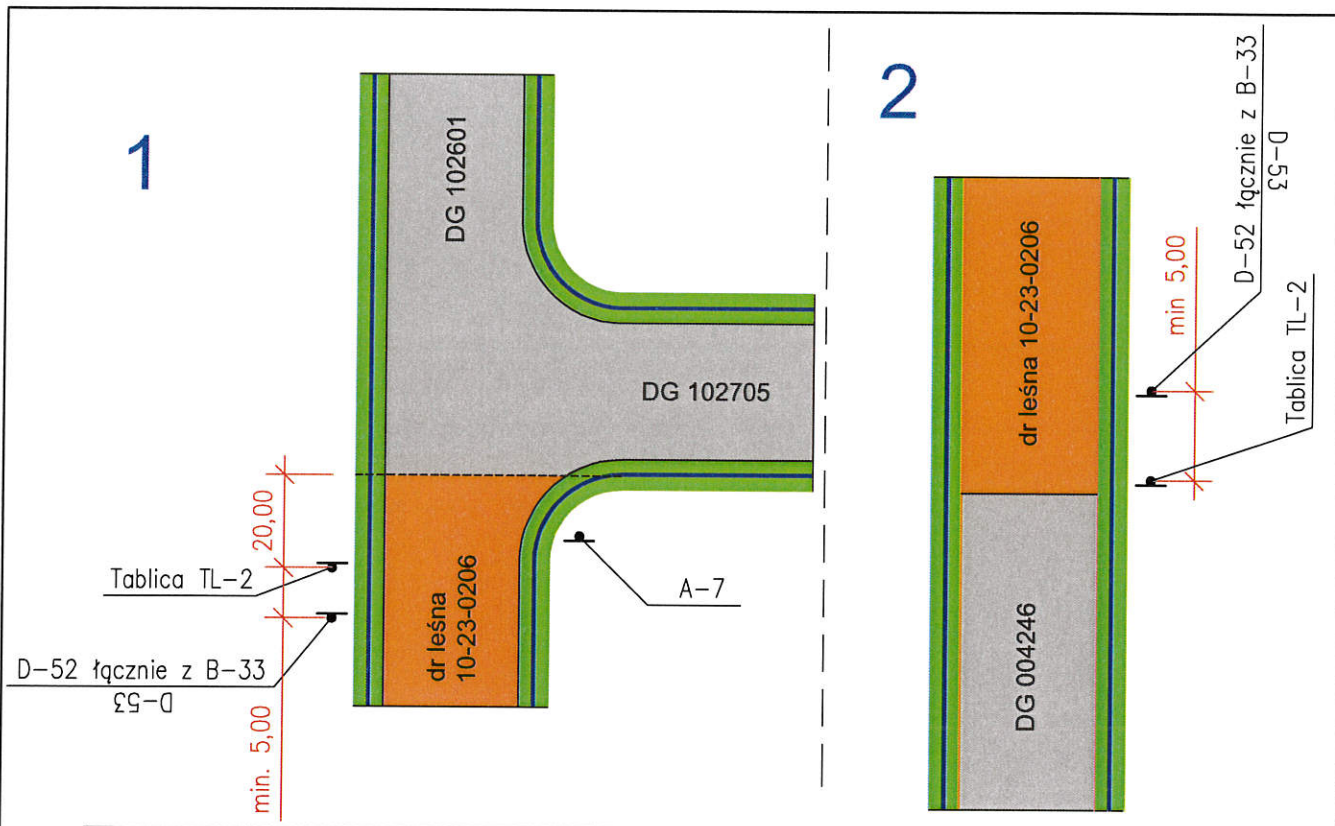 1
DG 102601
DG 102705
20,00
Tablica TL-2
D-52 łącznie z B-33
D-53
min. 5,00
dr leśna
10-23-0206
A-7
2
dr leśna 10-23-0206
DG 004246
D-52 łącznie z B-33
D-53
min 5,00
Tablica TL-2